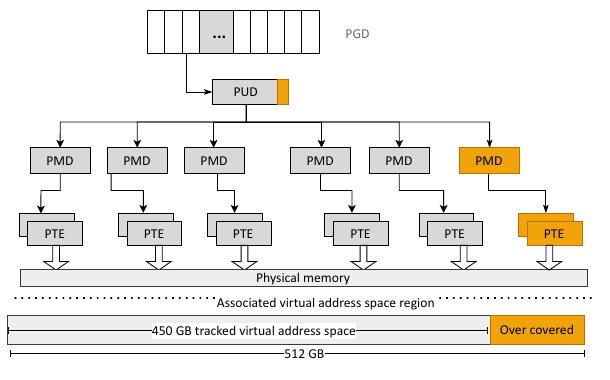 ...
PGD
PUD
PMD PMD PMD PMD PMD PMD
PTE PTE PTE PTE PTE PTE
Physical memory
Associated virtual address space region
450 GB tracked virtual address space Over covered
512 GB